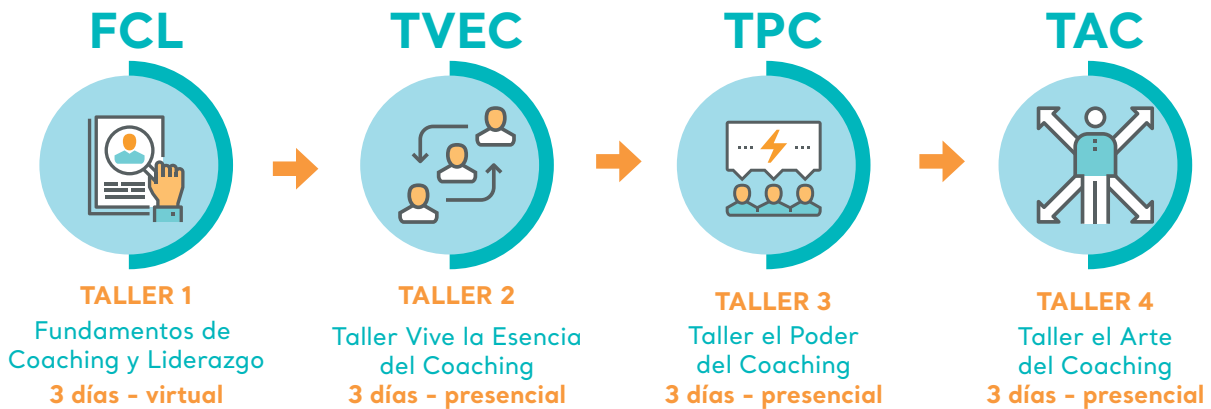 FCL
TALLER 1
Fundamentos de
Coaching y Liderazgo
3 días - virtual
TVEC
TALLER 2
Taller Vive la Esencia
del Coaching
3 días - presencial
TPC
TALLER 3
Taller el Poder
del Coaching
3 días - presencial
TAC
TALLER 4
Taller el Arte
del Coaching
3 días - presencial